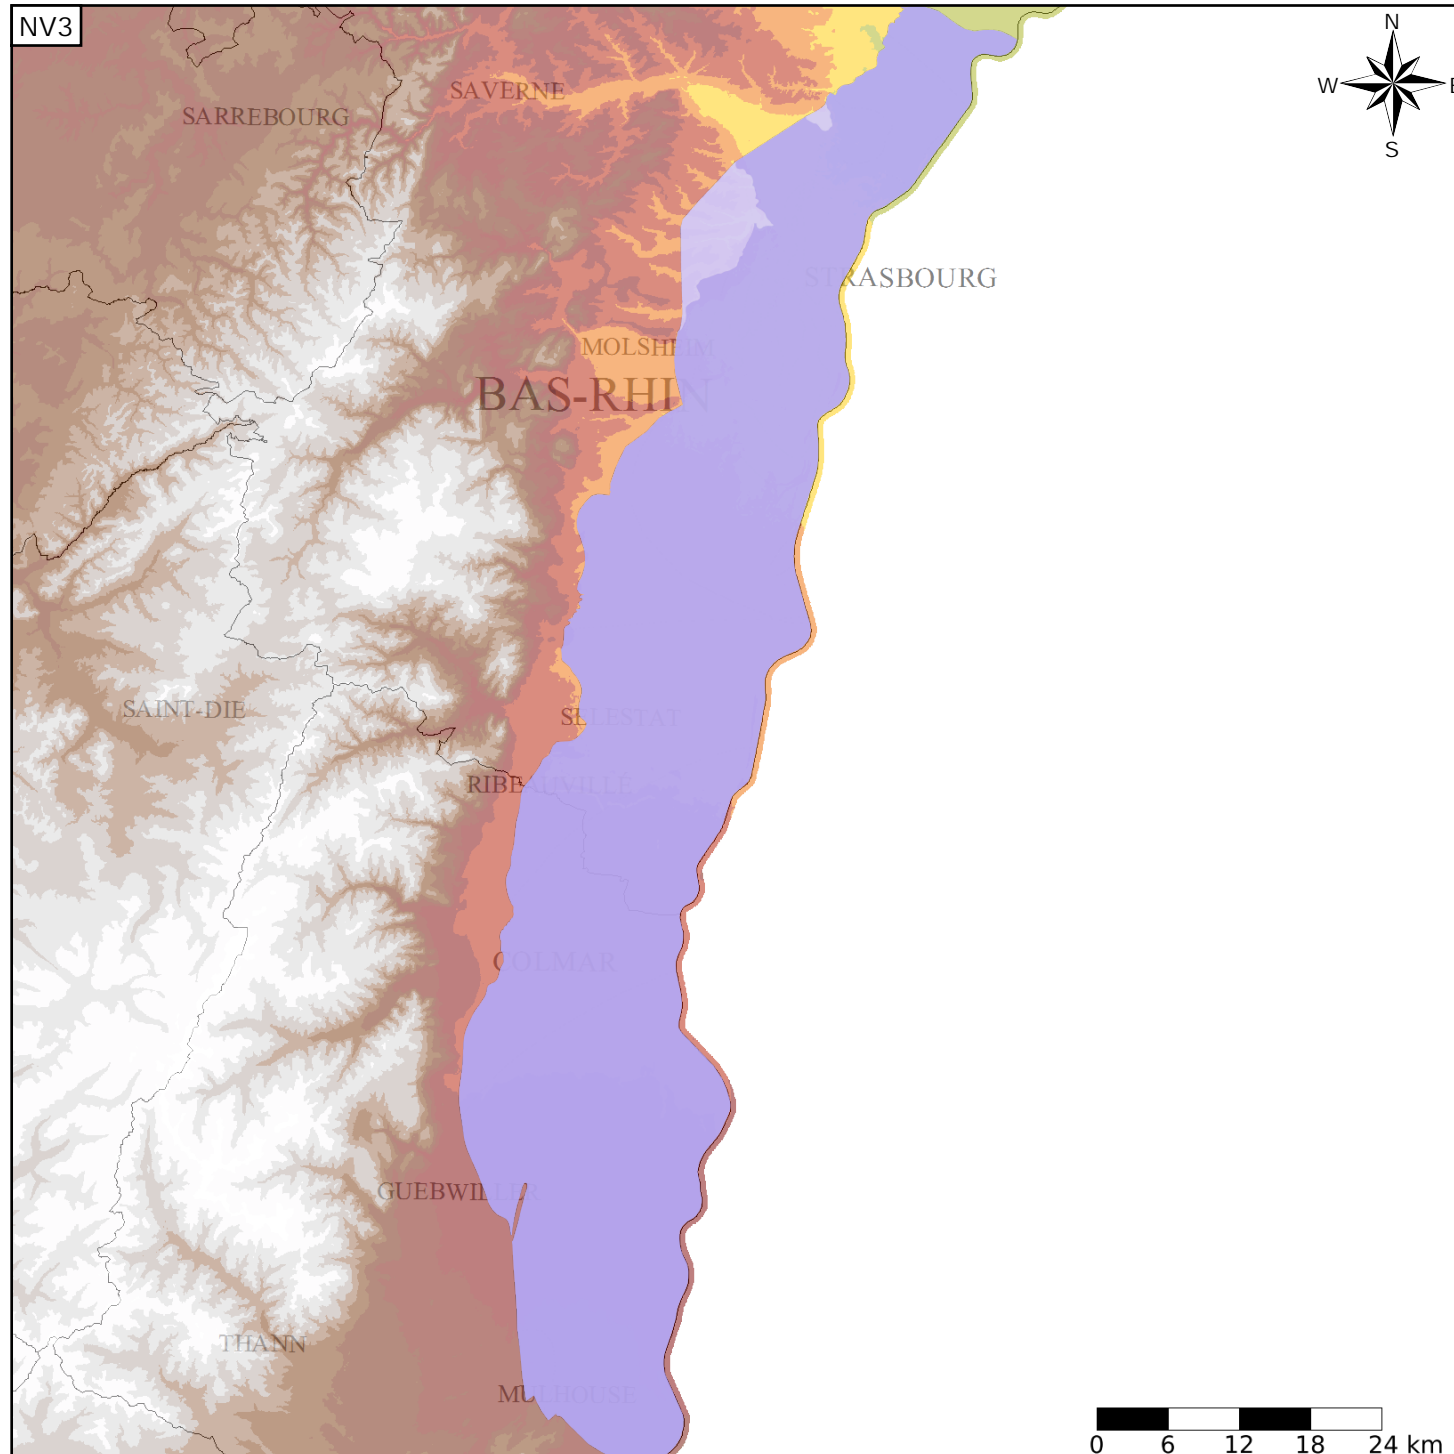 NV3
N
W E
S
SAVERNE
SARREBOURG
STRASBOURG
MOLSHEIM
BAS-RHIN
SAINT-DIE
SELESTAT
RIBEAUVILLÉ
COLMAR
GUEBWILLER
THANN
MULHOUSE
0 6 12 18 24 km